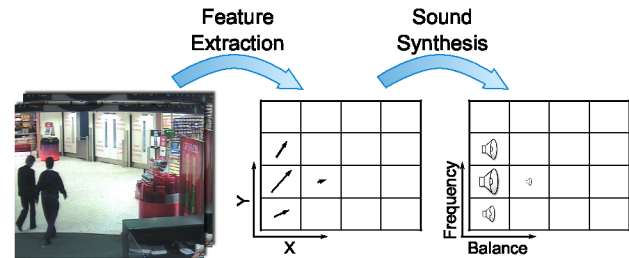 Feature
Extraction
Sound
Synthesis
Y
X
Frequency
Balance